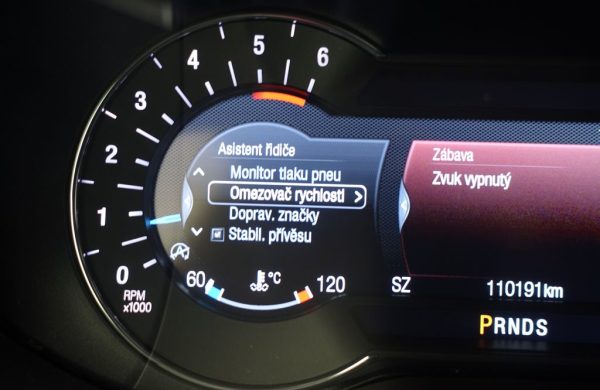 6
5
4
3
2
1
0
RPM
x1000
Asistent řidiče
Monitor tlaku pneu
Omezovač rychlosti >
Doprav. značky
Stabil. přívěsu
A
60 °C 120
Zábava
Zvuk vypnutý
SZ 110191km
PRNDS